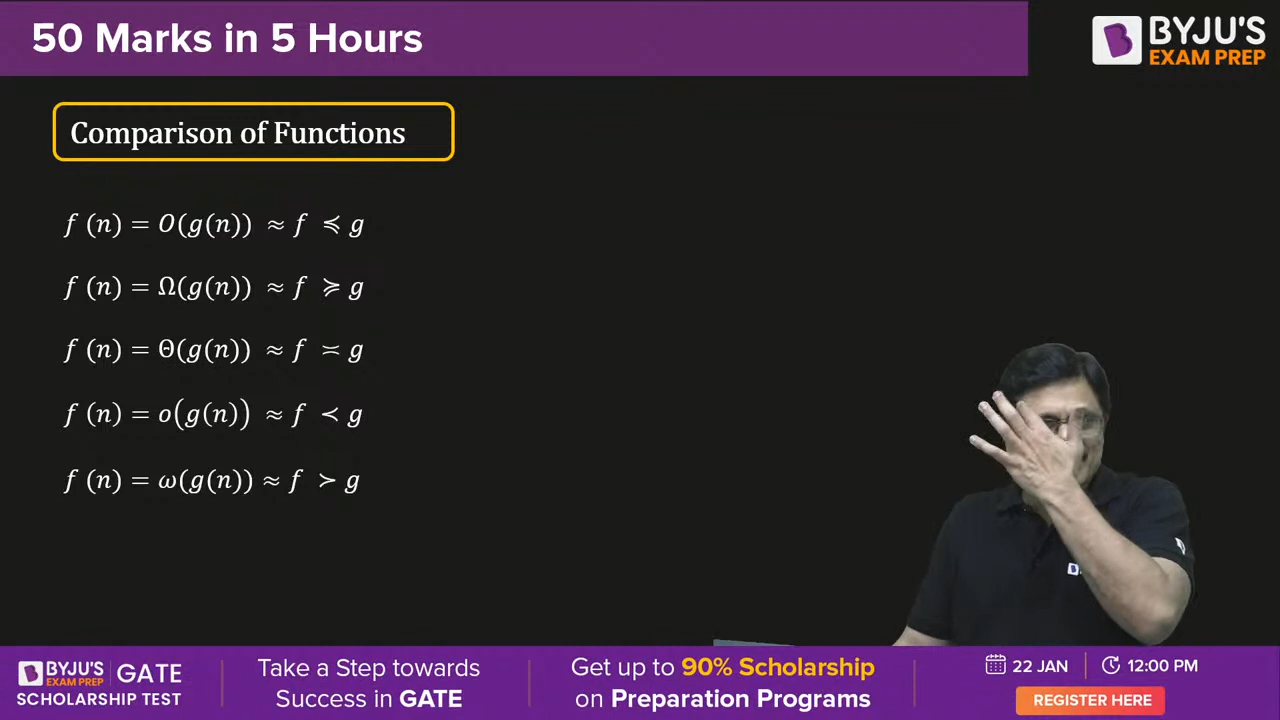 50 Marks in 5 Hours
BYJU'S
EXAM PREP
Comparison of Functions
f (n) = O(g(n)) ≈ f ≼ g
f (n) = Ω(g(n)) ≈ f ≽ g
f (n) = Θ(g(n)) ≈ f ≍ g
f (n) = o(g(n)) ≈ f ≺ g
f (n) = ω(g(n)) ≈ f ≻ g
BYJU'S
EXAM PREP
GATE
SCHOLARSHIP TEST
Take a Step towards
Success in GATE
Get up to 90% Scholarship
on Preparation Programs
22 JAN
12:00 PM
REGISTER HERE